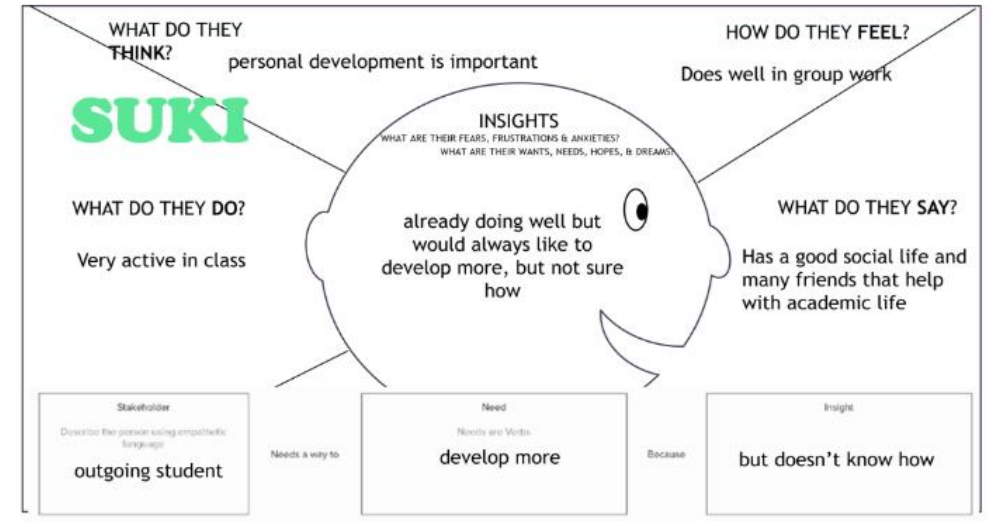 WHAT DO THEY
THINK?
personal development is important
HOW DO THEY FEEL?
Does well in group work
SUKI
INSIGHTS
WHAT ARE THEIR FEARS, FRUSTRATIONS & ANXIETIES?
WHAT ARE THEIR WANTS, NEEDS, HOPES, & DREAMS?
WHAT DO THEY DO?
Very active in class
already doing well but
would always like to
develop more, but not sure
how
WHAT DO THEY SAY?
Has a good social life and
many friends that help
with academic life
Stakeholder
Describe the person using empathetic
language
outgoing student
Needs a way to
Need
Needs are Verbs
develop more
Because
Insight
but doesn't know how